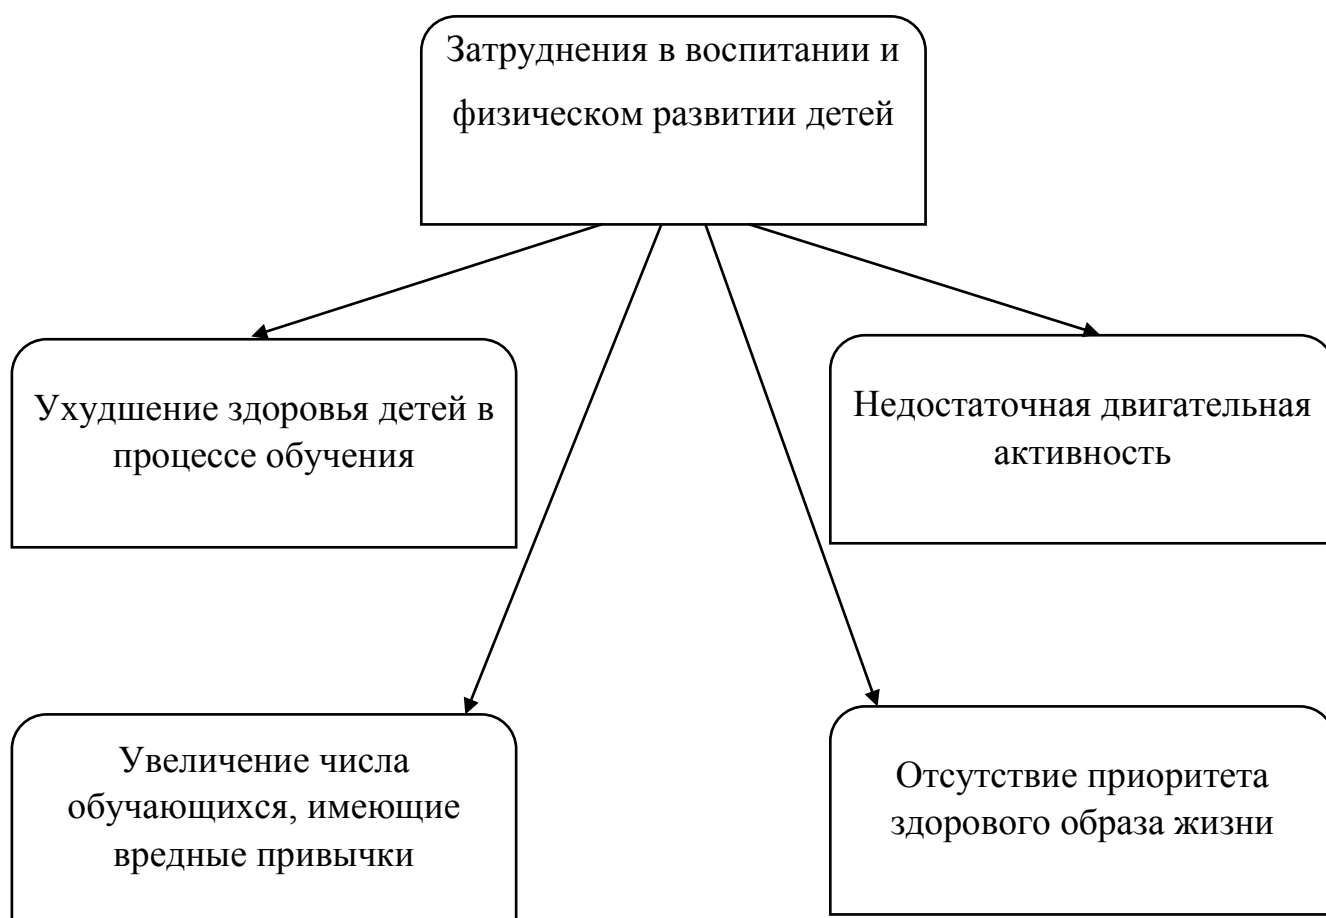 Затруднения в воспитании и
физическом развитии детей
Ухудшение здоровья детей в
процессе обучения
Недостаточная двигательная
активность
Увеличение числа
обучающихся, имеющие
вредные привычки
Отсутствие приоритета
здорового образа жизни